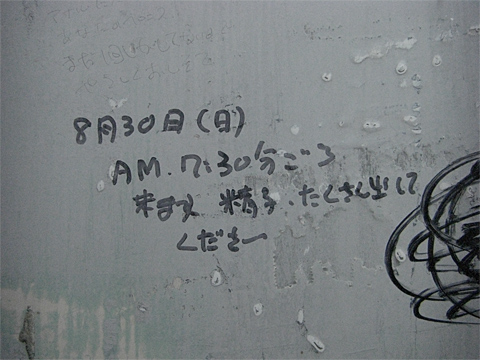 8月30日(日)
AM.7:30分ごろ
来ます 精子、たくさん出して
くださー